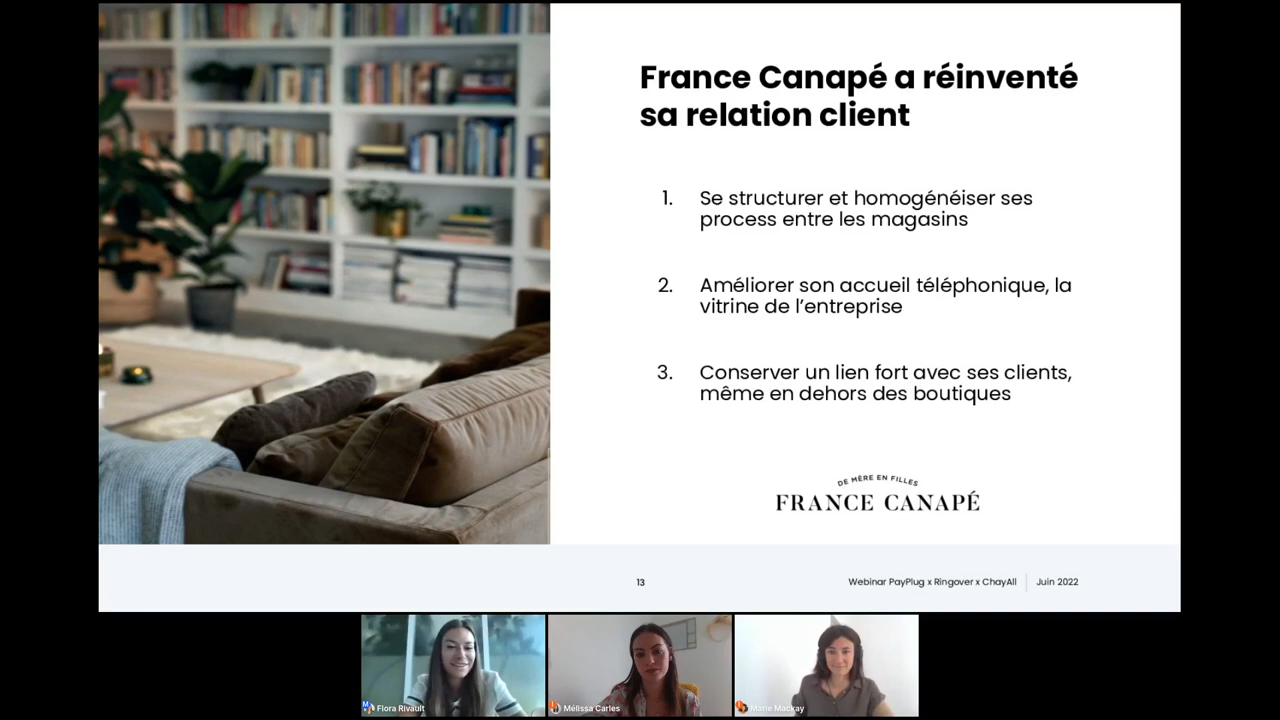 France Canapé a réinventé
sa relation client
1. Se structurer et homogénéiser ses
process entre les magasins
2. Améliorer son accueil téléphonique, la
vitrine de l'entreprise
3. Conserver un lien fort avec ses clients,
même en dehors des boutiques
DE MÈRE EN FILLES
FRANCE CANAPÉ
13
Webinar PayPlug x Ringover x ChayAll | Juin 2022
Flora Rivault
Mélissa Carles
Marie Mackay